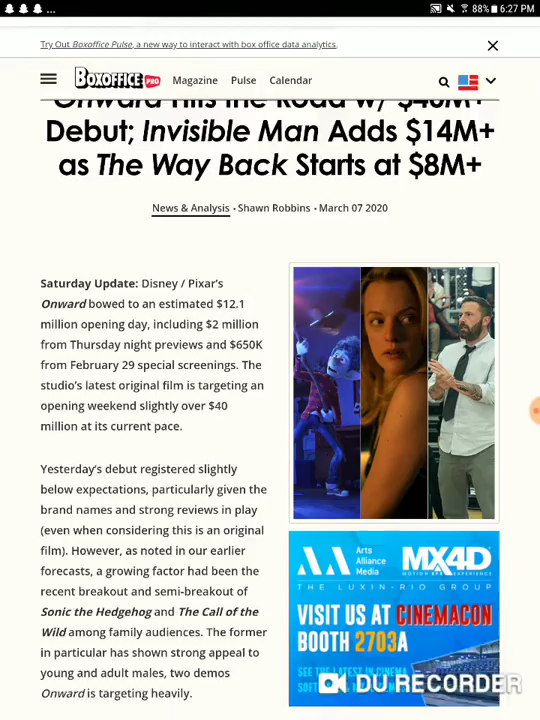 ... 88% 6:27 PM
Try Out Boxoffice Pulse, a new way to interact with box office data analytics.
BOXOFFICE PRO Magazine Pulse Calendar
Onward Hits the Road w/ $40M+
Debut; Invisible Man Adds $14M+
as The Way Back Starts at $8M+
News & Analysis • Shawn Robbins • March 07 2020
Saturday Update: Disney / Pixar's
Onward bowed to an estimated $12.1
million opening day, including $2 million
from Thursday night previews and $650K
from February 29 special screenings. The
studio's latest original film is targeting an
opening weekend slightly over $40
million at its current pace.
Yesterday's debut registered slightly
below expectations, particularly given the
brand names and strong reviews in play
(even when considering this is an original
film). However, as noted in our earlier
forecasts, a growing factor had been the
recent breakout and semi-breakout of
Sonic the Hedgehog and The Call of the
Wild among family audiences. The former
in particular has shown strong appeal to
young and adult males, two demos
Onward is targeting heavily.
Arts
Alliance
Media
MX4D
MOTION EFX EXPERIENCE
THE LUXIN-RIO GROUP
VISIT US AT CINEMACON
BOOTH 2703A
SEE THE LATEST IN CINEMA
DU RECORDER